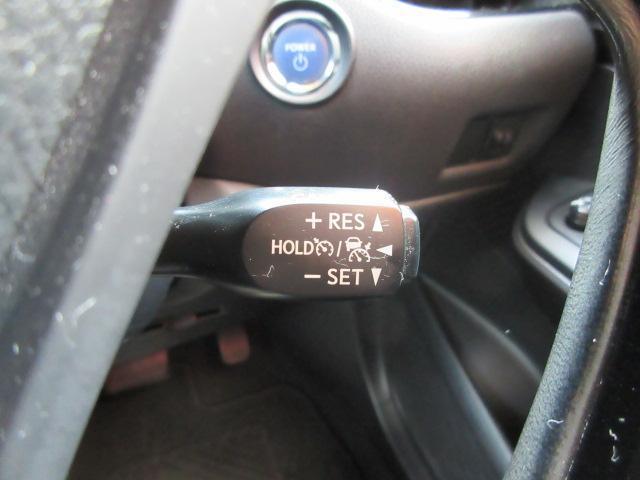 POWER
+ RES ▲
HOLD / ◄
- SET ▼